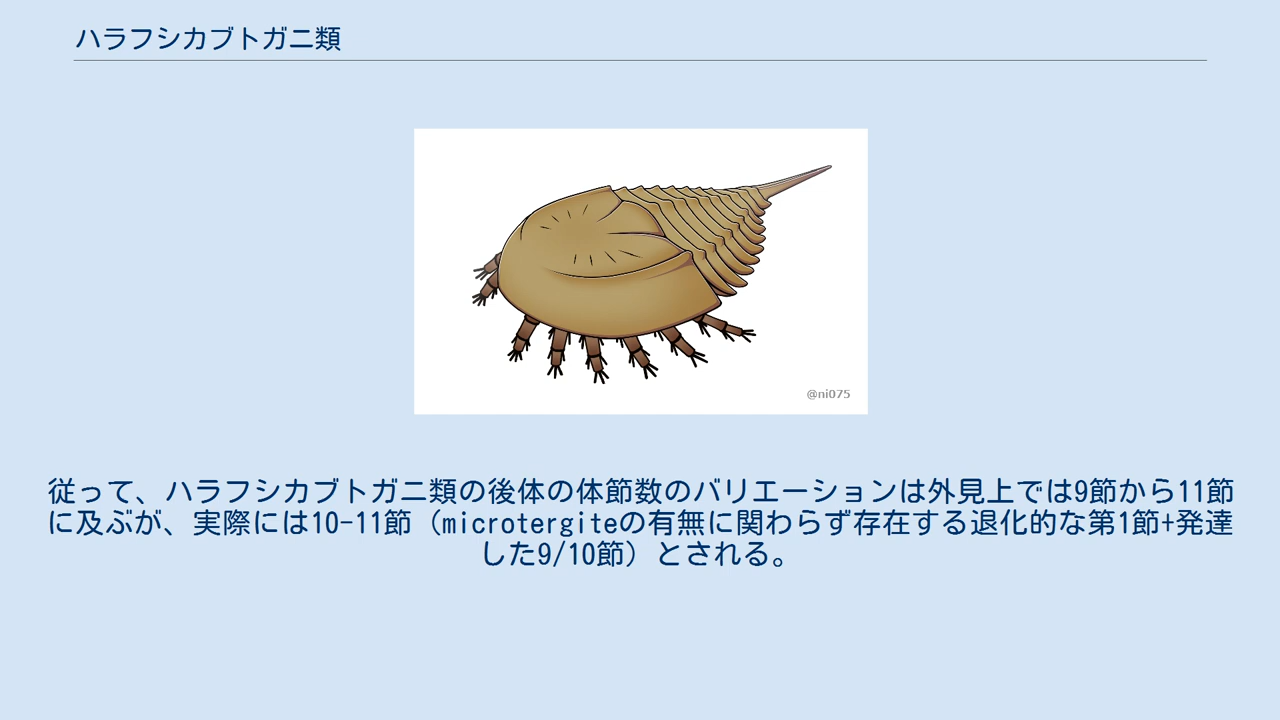 ハラフシカブトガニ類
@ni075
従って、ハラフシカブトガニ類の後体の体節数のバリエーションは外見上では9節から11節
に及ぶが、実際には10-11節（microtergiteの有無に関わらず存在する退化的な第1節+発達
した9/10節）とされる。